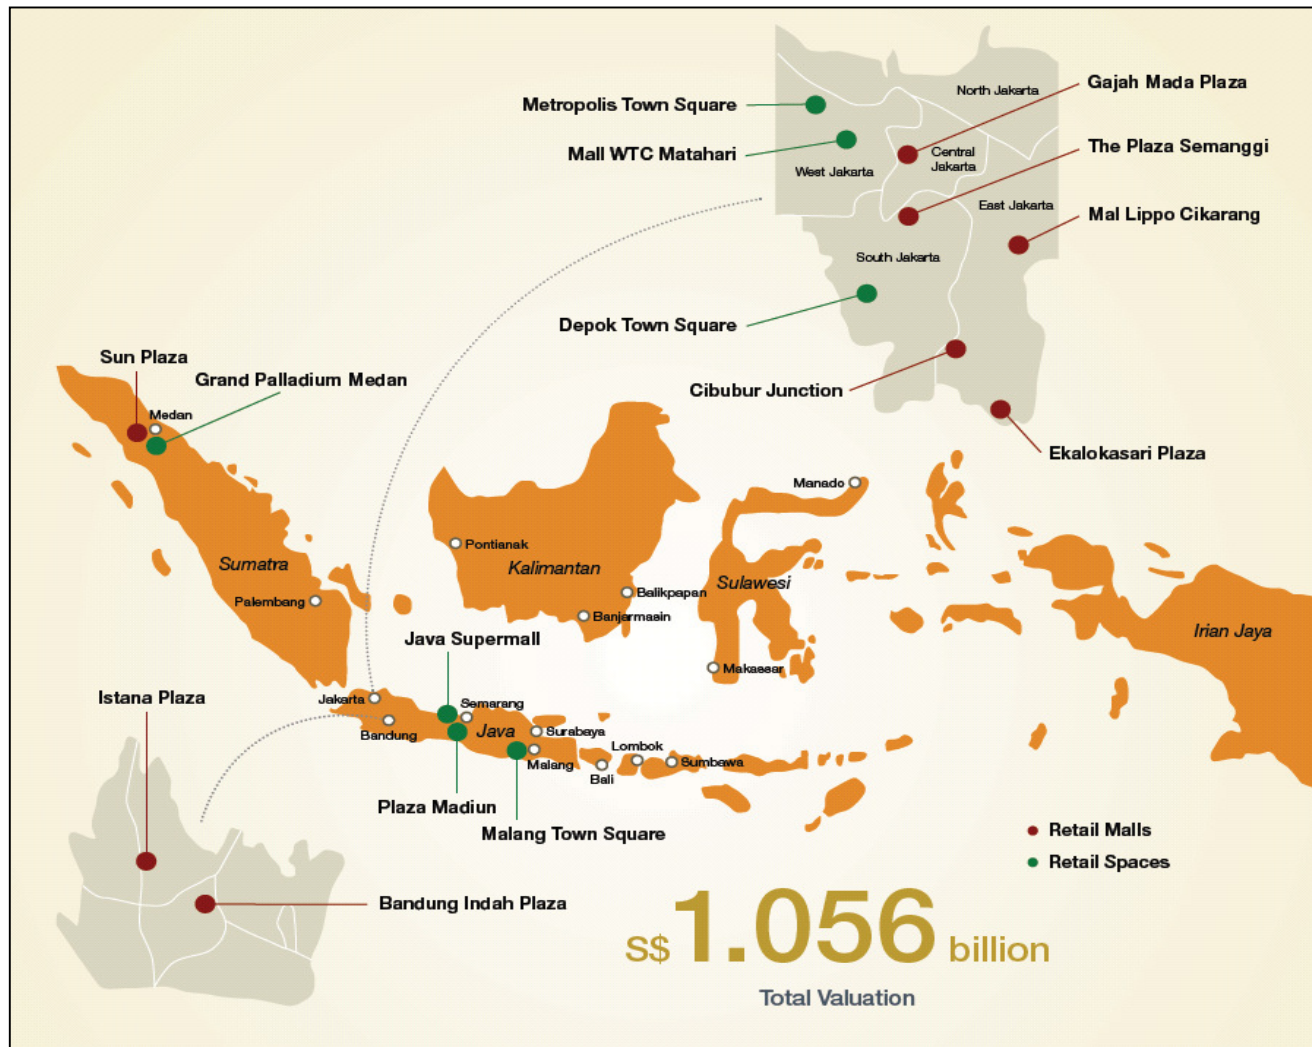 North Jakarta
Gajah Mada Plaza
Metropolis Town Square
Mall WTC Matahari
Central
Jakarta
The Plaza Semanggi
West Jakarta
East Jakarta
Mal Lippo Cikarang
South Jakarta
Depok Town Square
Cibubur Junction
Ekalokasari Plaza
Sun Plaza
Grand Palladium Medan
Medan
Manado
Pontianak
Sumatra
Kalimantan
Sulawesi
Palembang
Balikpapan
Banjarmasin
Irian Jaya
Java Supermall
Makassar
Istana Plaza
Jakarta
Semarang
Bandung
Java
Surabaya
Lombok
Malang
Bali
Sumbawa
Plaza Madiun
Malang Town Square
Retail Malls
Retail Spaces
Bandung Indah Plaza
S$ 1.056 billion
Total Valuation